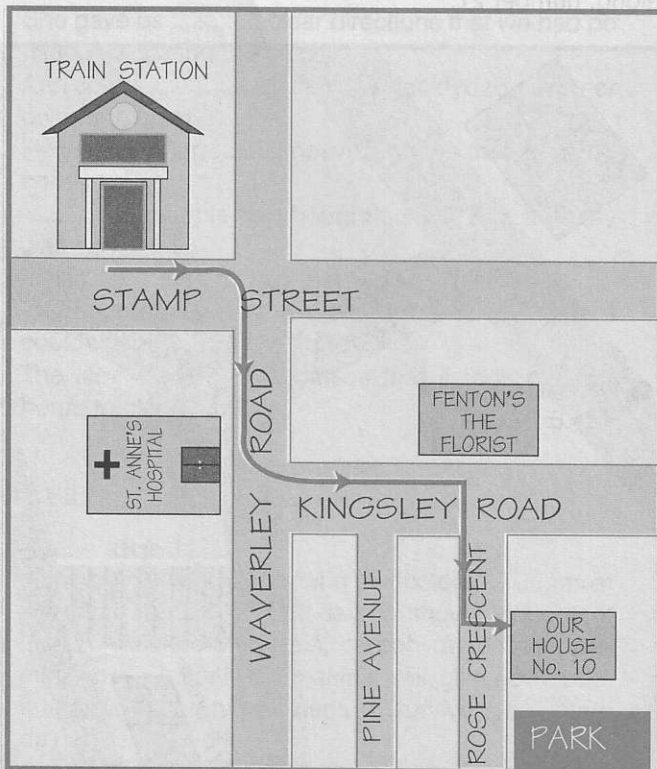 TRAIN STATION
STAMP STREET
WAVERLEY ROAD
FENTON'S
THE
FLORIST
ST. ANNE'S
HOSPITAL
KINGSLEY ROAD
PINE AVENUE
ROSE CRESCENT
OUR
HOUSE
No. 10
PARK